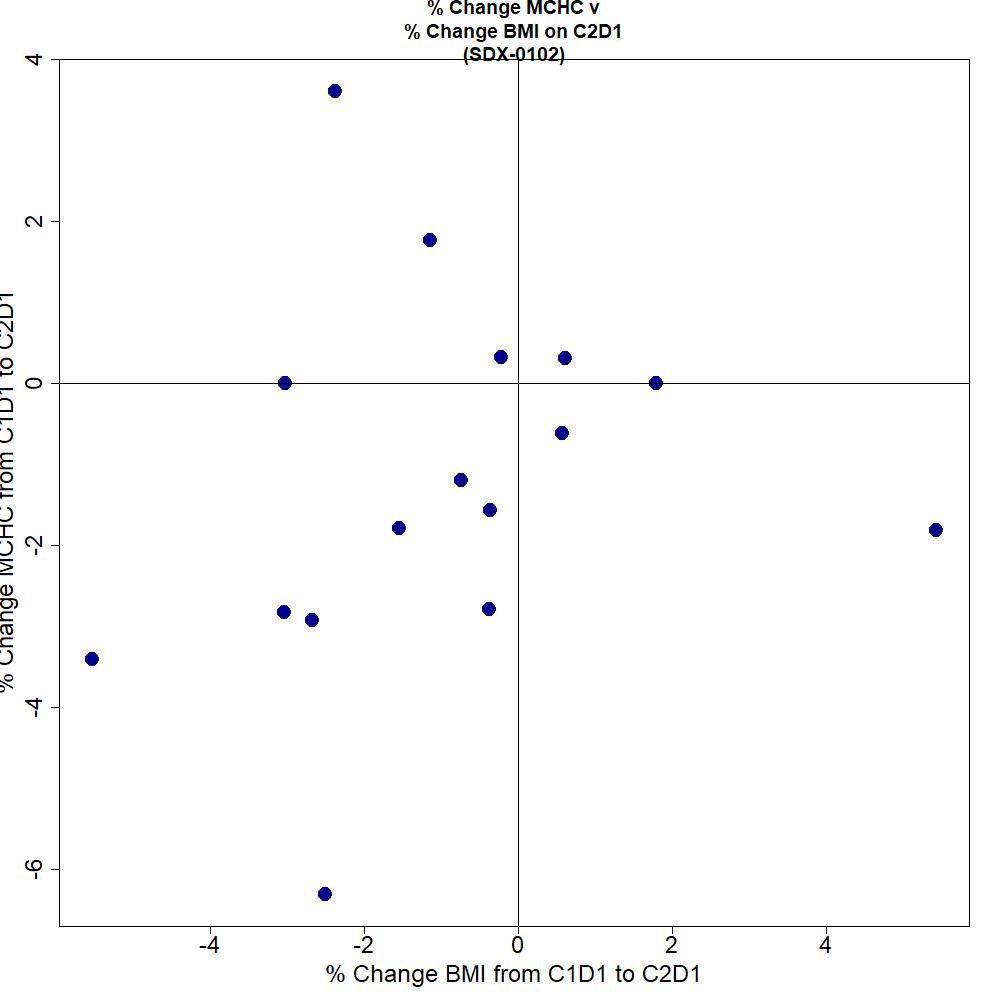 % Change MCHC v
% Change BMI on C2D1
(SDX-0102)
4
2
0
-2
-4
-6
% Change MCHC from C1D1 to C2D1
-4
-2
0
2
4
% Change BMI from C1D1 to C2D1